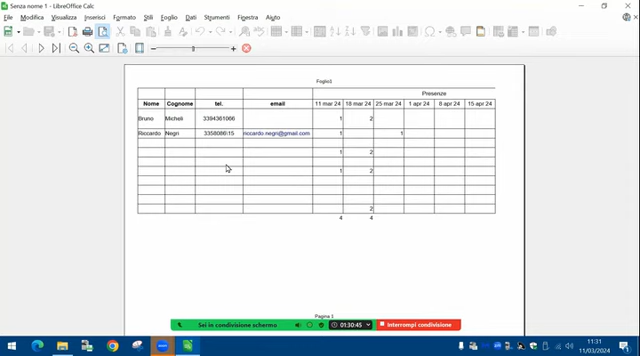 Senza nome 1 - LibreOffice Calc
File Modifica Visualizza Inserisci Formato Stili Foglio Dati Strumenti Finestra Aiuto
Foglio1
Presenze
Nome Cognome tel. email 11 mar 24 18 mar 24 25 mar 24 1 apr 24 8 apr 24 15 apr 24
Bruno Micheli 3394361066 1 2
Riccardo Negri riccardo.negri@gmail.com 1 1
1 2
1 2
2
4 4
Pagina 1
Sei in condivisione schermo 01:30:45 Interrompi condivisione
11:31
11/03/2024